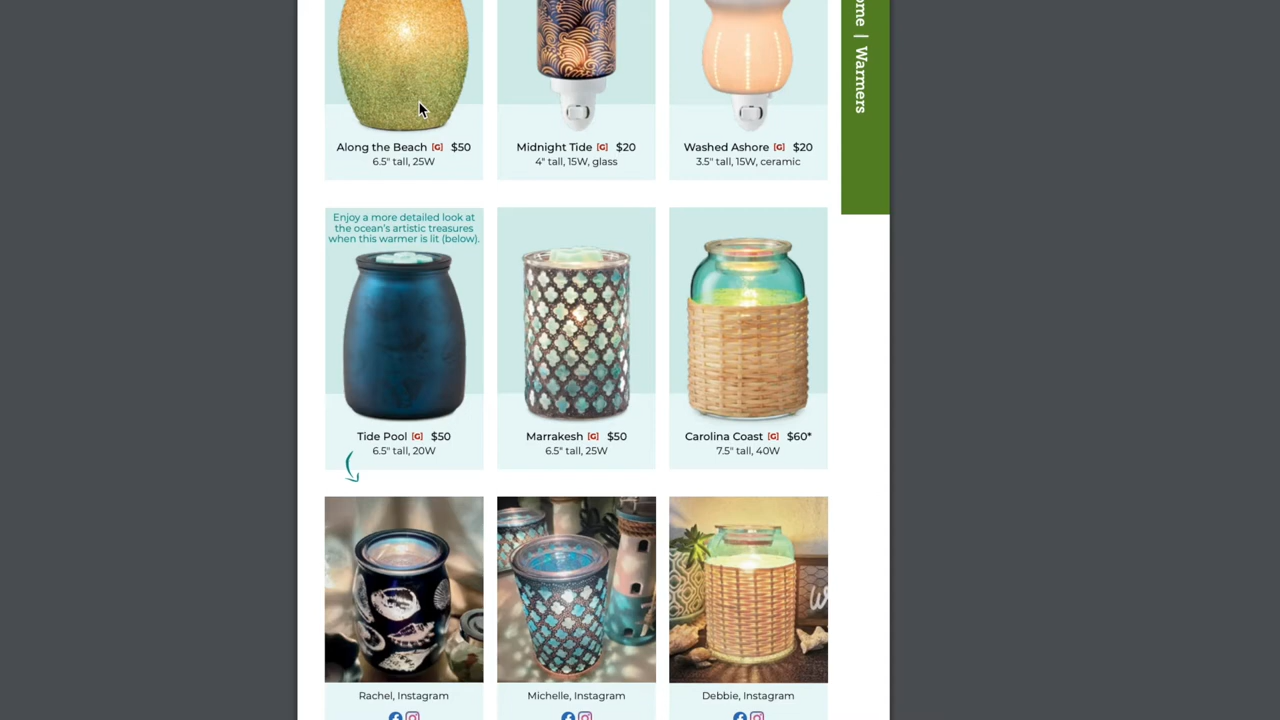 ome | Warmers
Along the Beach [G] $50
6.5" tall, 25W
Midnight Tide [G] $20
4" tall, 15W, glass
Washed Ashore [G] $20
3.5" tall, 15W, ceramic
Enjoy a more detailed look at
the ocean's artistic treasures
when this warmer is lit (below).
Tide Pool [G] $50
6.5" tall, 20W
Marrakesh [G] $50
6.5" tall, 25W
Carolina Coast [G] $60*
7.5" tall, 40W
Rachel, Instagram
Michelle, Instagram
Debbie, Instagram